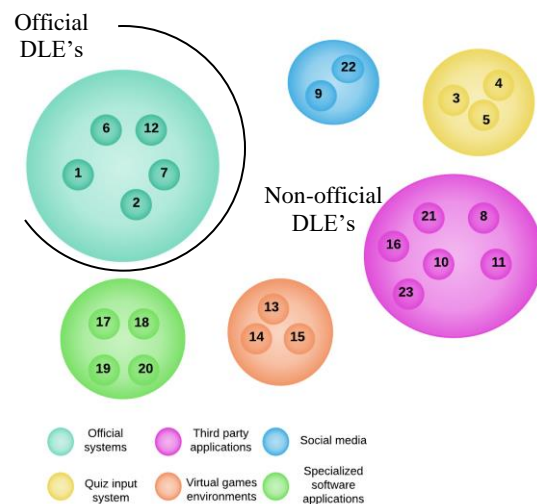 Official
DLE's
22
9
4
3
5
6
12
1
7
2
Non-official
DLE's
21
8
16
10
11
23
17
18
19
20
13
14
15
Official
systems
Third party
applications
Social media
Quiz input
system
Virtual games
environments
Specialized
software
applications